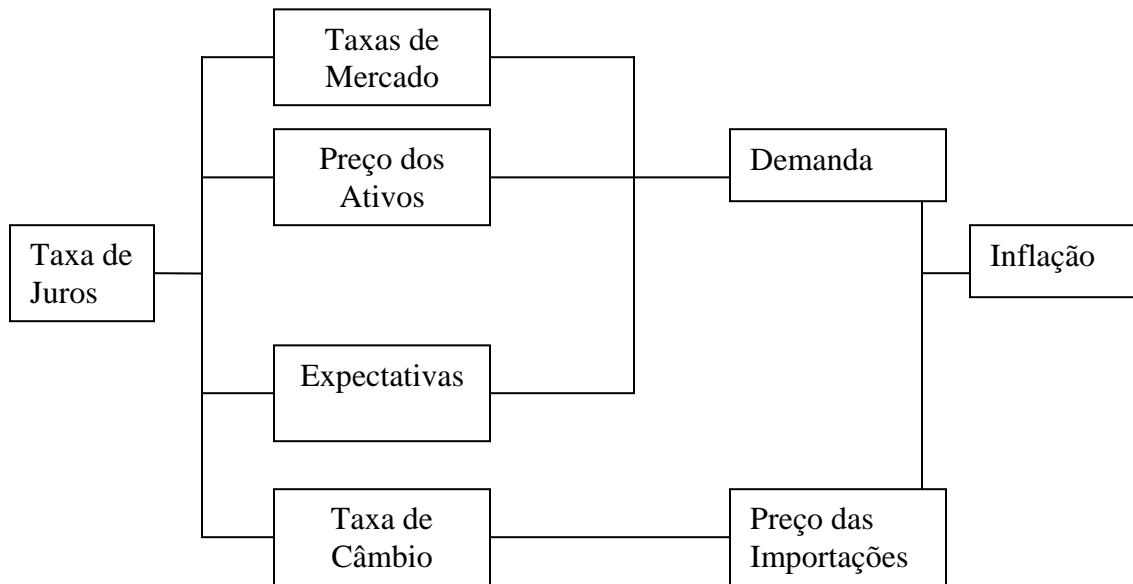 Taxas de
Mercado
Preço dos
Ativos
Demanda
Taxa de
Juros
Inflação
Expectativas
Taxa de
Câmbio
Preço das
Importações